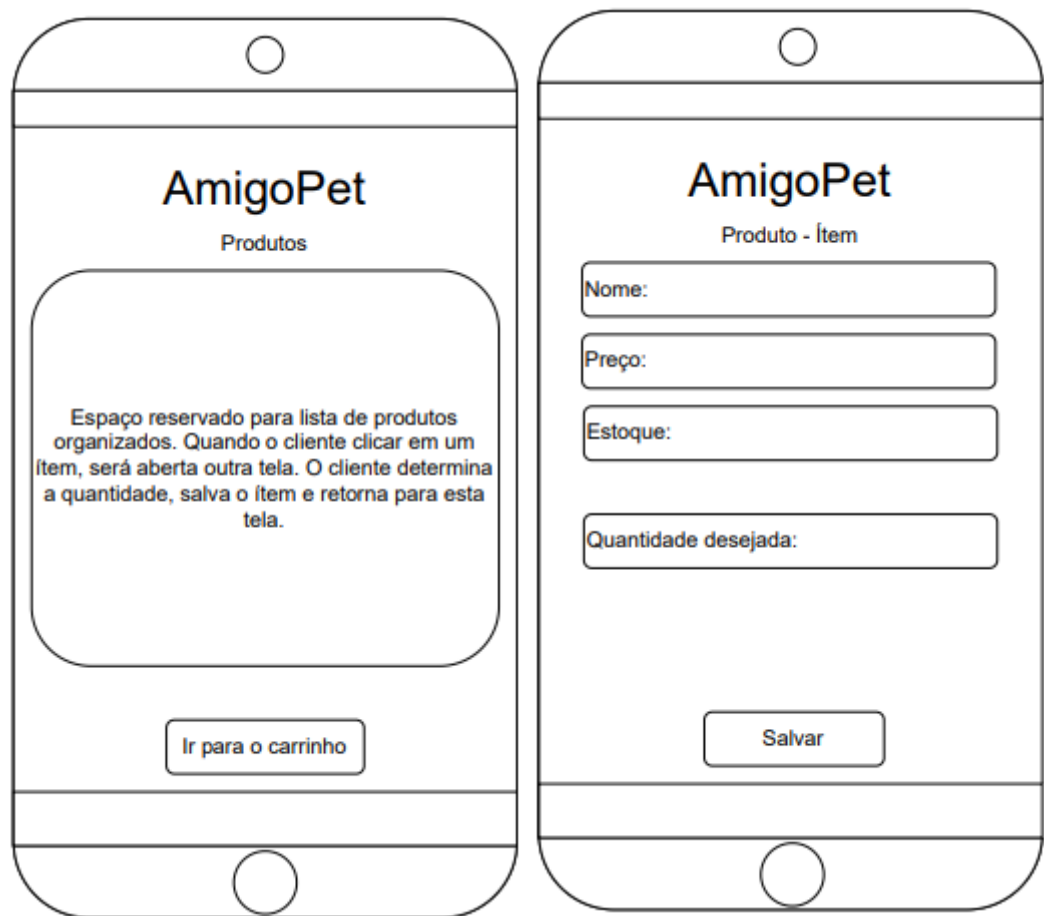 AmigoPet
Produtos
Espaço reservado para lista de produtos
organizados. Quando o cliente clicar em um
ítem, será aberta outra tela. O cliente determina
a quantidade, salva o ítem e retorna para esta
tela.
Ir para o carrinho
AmigoPet
Produto - Ítem
Nome:
Preço:
Estoque:
Quantidade desejada:
Salvar